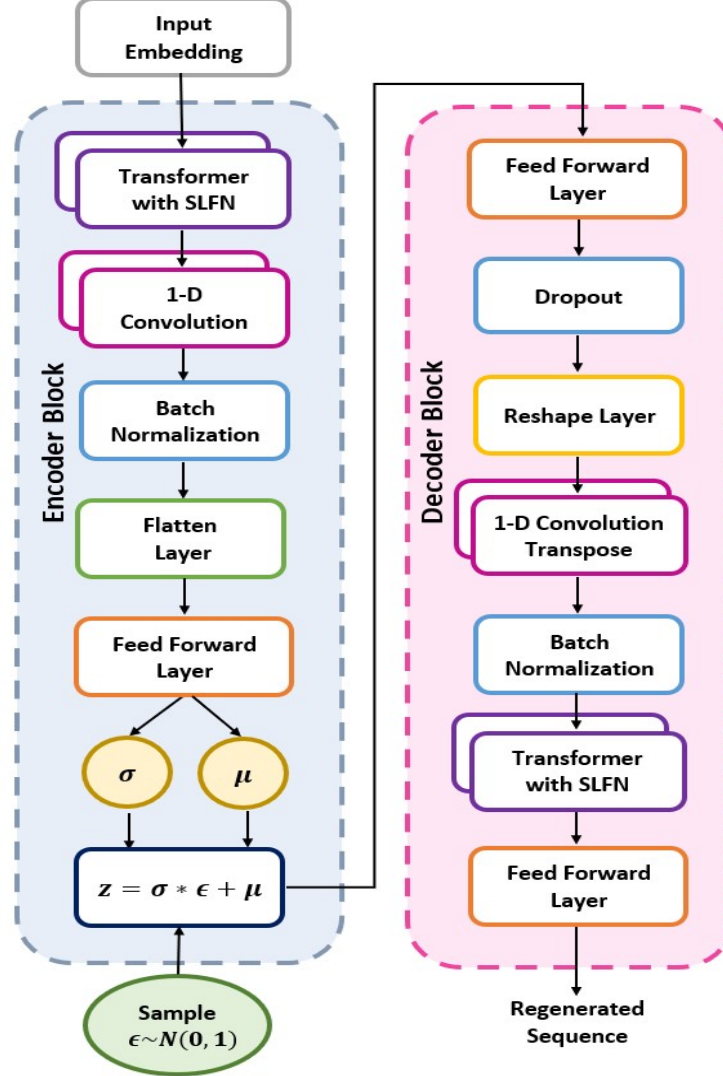 Input
Embedding
Encoder Block
Transformer
with SLFN
1-D
Convolution
Batch
Normalization
Flatten
Layer
Feed Forward
Layer
σ
μ
z = σ * ϵ + μ
Sample
ϵ~N(0, 1)
Decoder Block
Feed Forward
Layer
Dropout
Reshape Layer
1-D Convolution
Transpose
Batch
Normalization
Transformer
with SLFN
Feed Forward
Layer
Regenerated
Sequence